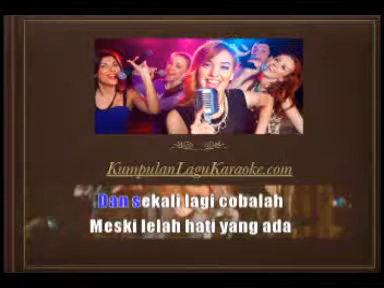 KumpulanLaguKaraoke.com
Dan sekali lagi cobalah
Meski lelah hati yang ada